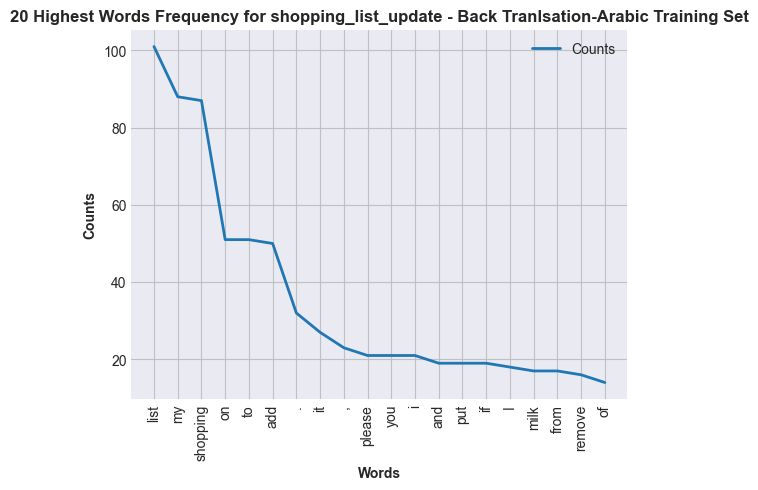 20 Highest Words Frequency for shopping_list_update - Back Tranlsation-Arabic Training Set
Counts
100
80
60
40
20
Counts
list
my
shopping
on
to
add
.
it
,
please
you
i
and
put
if
I
milk
from
remove
of
Words